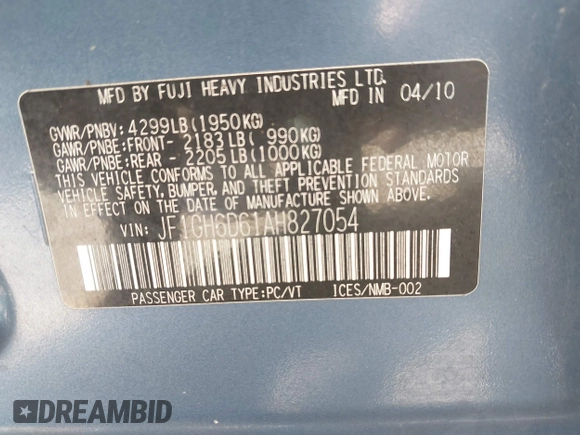 MFD BY FUJI HEAVY INDUSTRIES LTD.
MFD IN 04/10
GVWR/PNBV: 4299LB(1950KG)
GAWR/PNBE:FRONT- 2183LB( 990KG)
GAWR/PNBE:REAR - 2205LB(1000KG)
THIS VEHICLE CONFORMS TO ALL APPLICABLE FEDERAL MOTOR
VEHICLE SAFETY,BUMPER,AND THEFT PREVENTION STANDARDS
IN EFFECT ON THE DATE OF MANUFACTURE SHOWN ABOVE.
VIN: JF1GH6D61AH827054
PASSENGER CAR TYPE:PC/VT ICES/NMB-002
DREAMBID